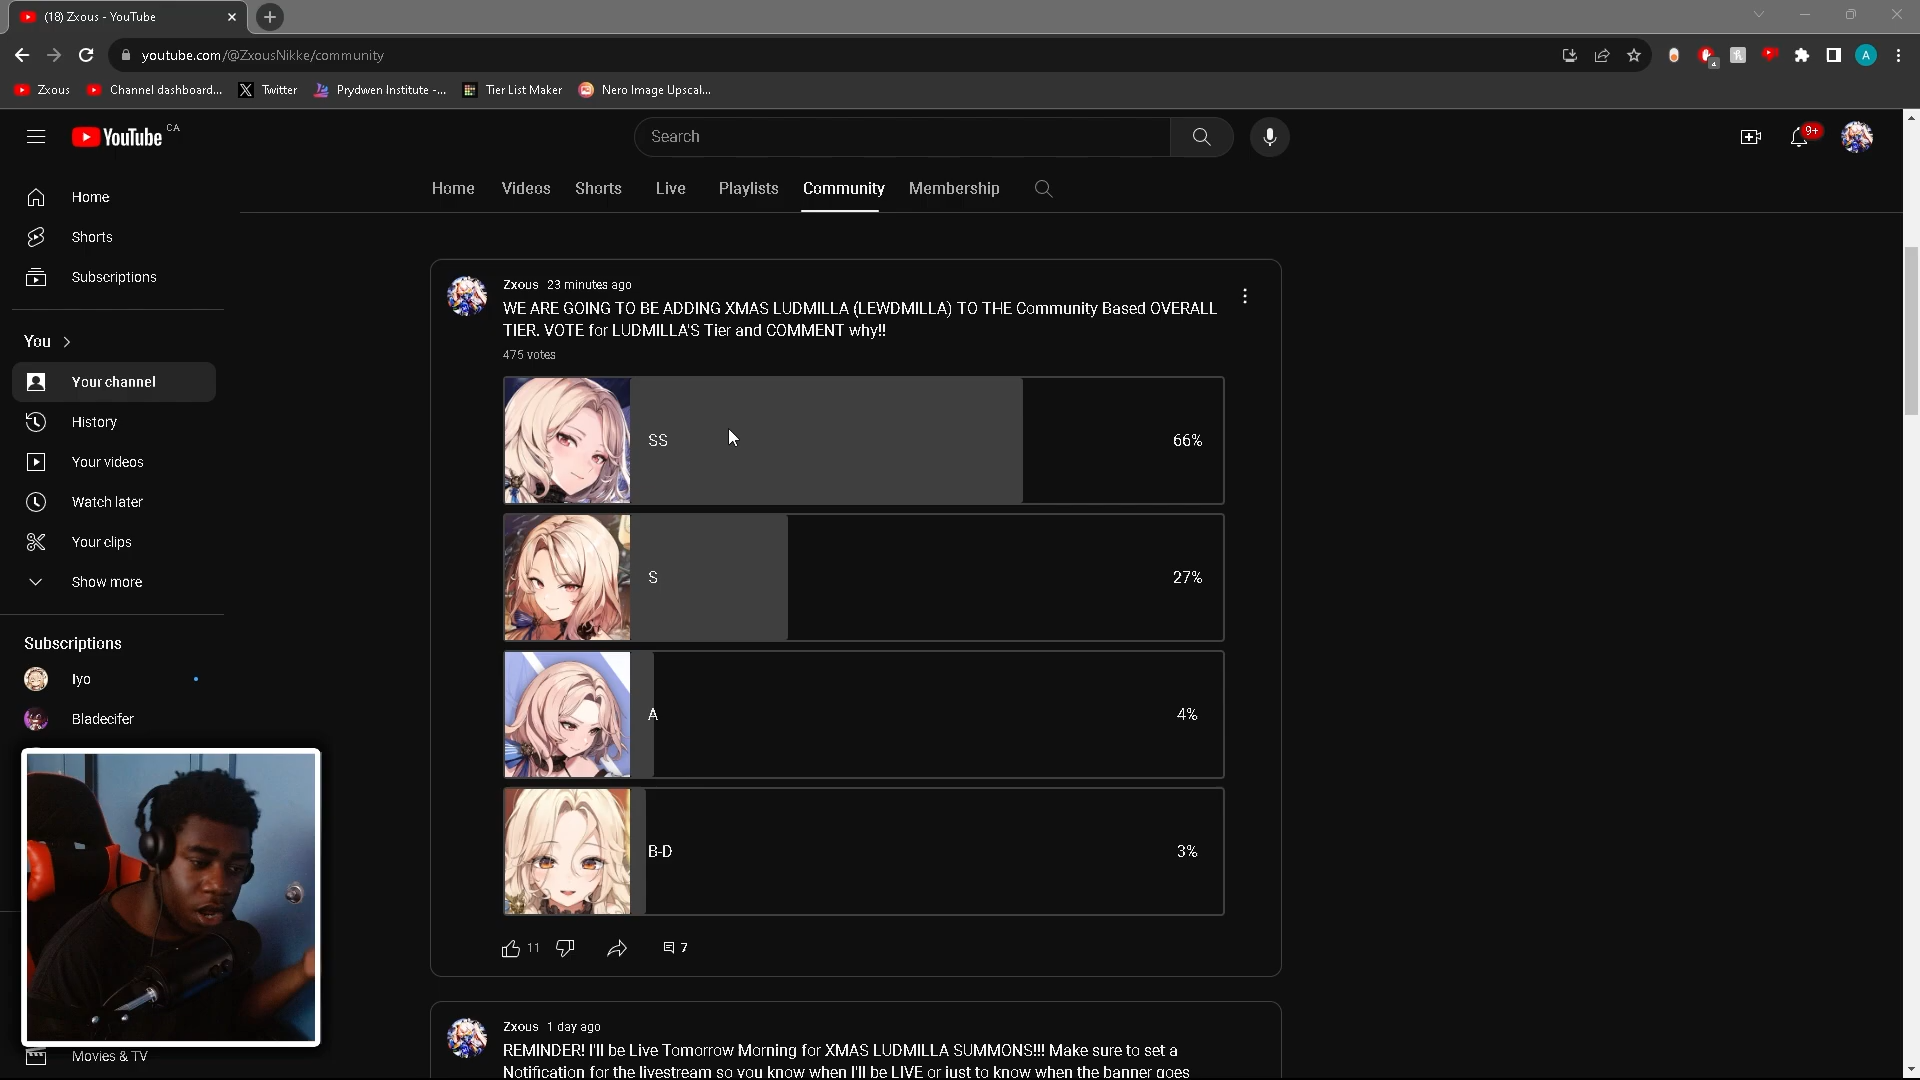 (18) Zxous - YouTube
youtube.com/@ZxousNikke/community
4
A
Zxous
Channel dashboard...
Twitter
Prydwen Institute -...
Tier List Maker
Nero Image Upscal...
YouTube CA
Search
9+
Home
Videos
Shorts
Live
Playlists
Community
Membership
Home
Shorts
Subscriptions
You
Your channel
History
Your videos
Watch later
Your clips
Show more
Subscriptions
Iyo
Bladecifer
Movies & TV
Zxous 23 minutes ago
WE ARE GOING TO BE ADDING XMAS LUDMILLA (LEWDMILLA) TO THE Community Based OVERALL
TIER. VOTE for LUDMILLA'S Tier and COMMENT why!!
475 votes
SS 66%
S 27%
A 4%
B-D 3%
11
7
Zxous 1 day ago
REMINDER! I'll be Live Tomorrow Morning for XMAS LUDMILLA SUMMONS!!! Make sure to set a
Notification for the livestream so you know when I'll be LIVE or just to know when the banner goes